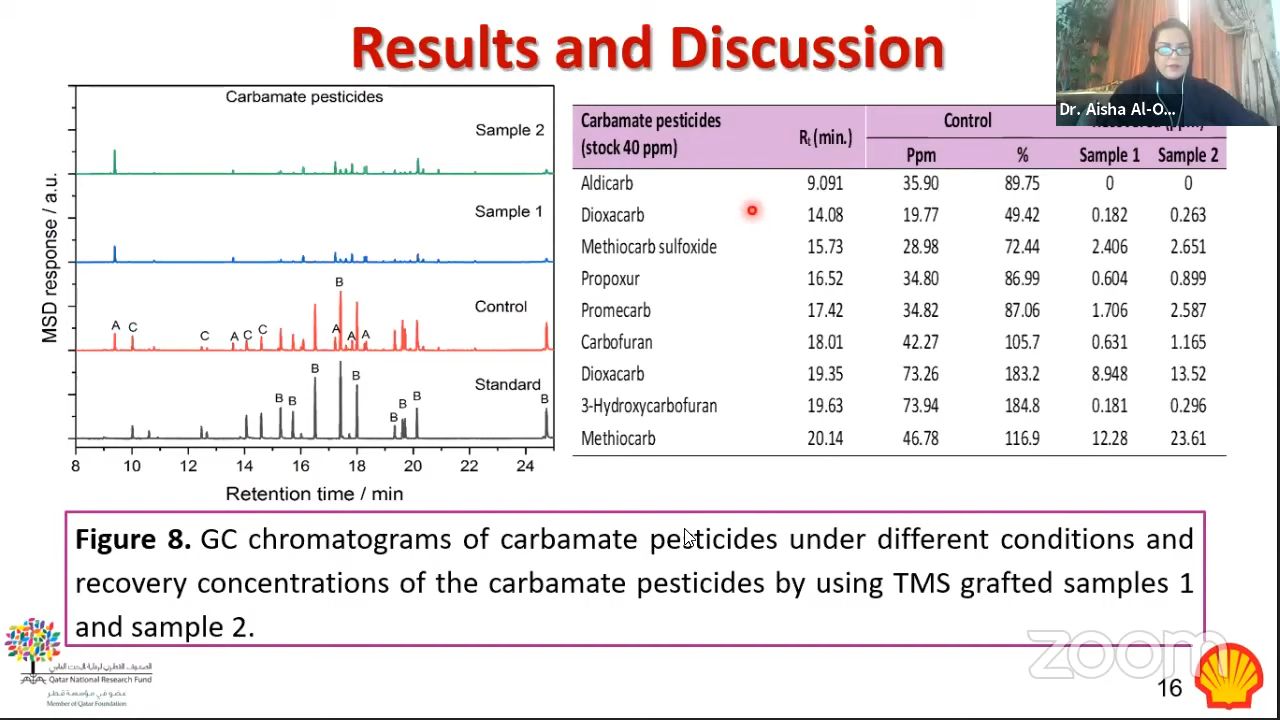 Results and Discussion
Dr. Aisha Al-O...
Carbamate pesticides
Sample 2
Sample 1
Control
Standard
MSD response / a.u.
A C C A C C B A A A
B B B B B B B B
8 10 12 14 16 18 20 22 24
Retention time / min
Carbamate pesticides (stock 40 ppm) Rt (min.) Control
Ppm % Sample 1 Sample 2
Aldicarb 9.091 35.90 89.75 0 0
Dioxacarb 14.08 19.77 49.42 0.182 0.263
Methiocarb sulfoxide 15.73 28.98 72.44 2.406 2.651
Propoxur 16.52 34.80 86.99 0.604 0.899
Promecarb 17.42 34.82 87.06 1.706 2.587
Carbofuran 18.01 42.27 105.7 0.631 1.165
Dioxacarb 19.35 73.26 183.2 8.948 13.52
3-Hydroxycarbofuran 19.63 73.94 184.8 0.181 0.296
Methiocarb 20.14 46.78 116.9 12.28 23.61
Figure 8. GC chromatograms of carbamate pesticides under different conditions and
recovery concentrations of the carbamate pesticides by using TMS grafted samples 1
and sample 2.
zoom
الصندوق القطري لرعاية البحث العلمي
Qatar National Research Fund
عضو في مؤسسة قطر
Member of Qatar Foundation
16